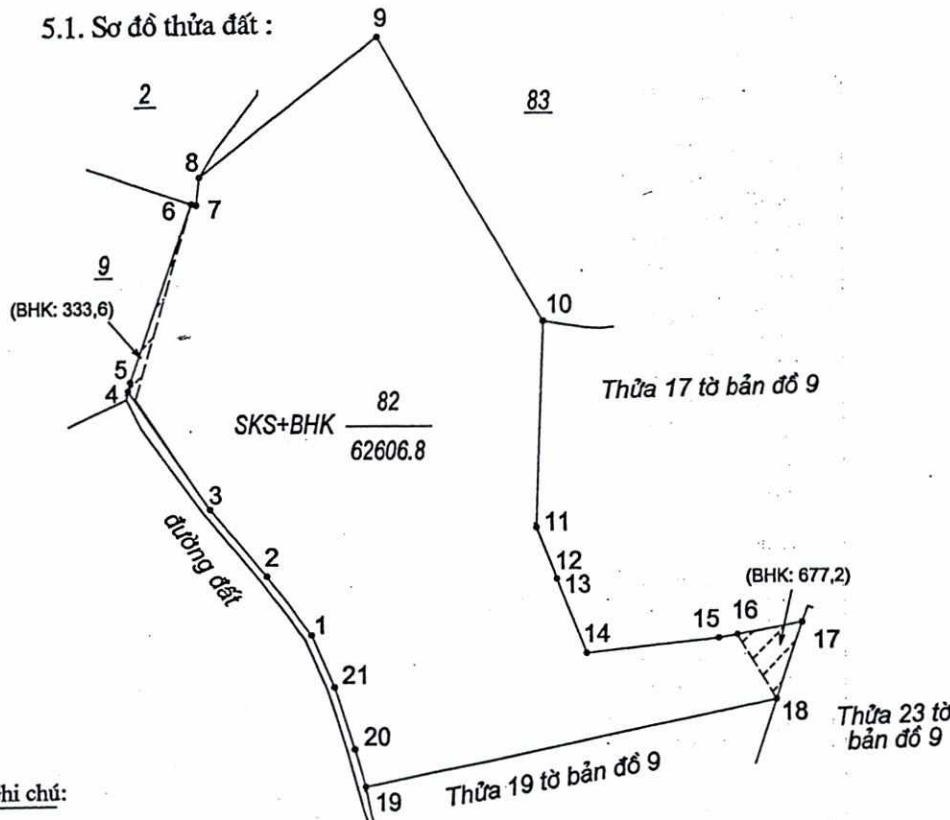 5.1. Sơ đồ thửa đất :
9
2
83
8
6
7
9
(BHK: 333,6)
10
5
4
Thửa 17 tờ bản đồ 9
SKS+BHK 82
62606.8
3
đường đất
11
2
12
13
(BHK: 677,2)
1
14
15
16
17
21
18
Thửa 23 tờ
bản đồ 9
20
19
Thửa 19 tờ bản đồ 9
hi chú: